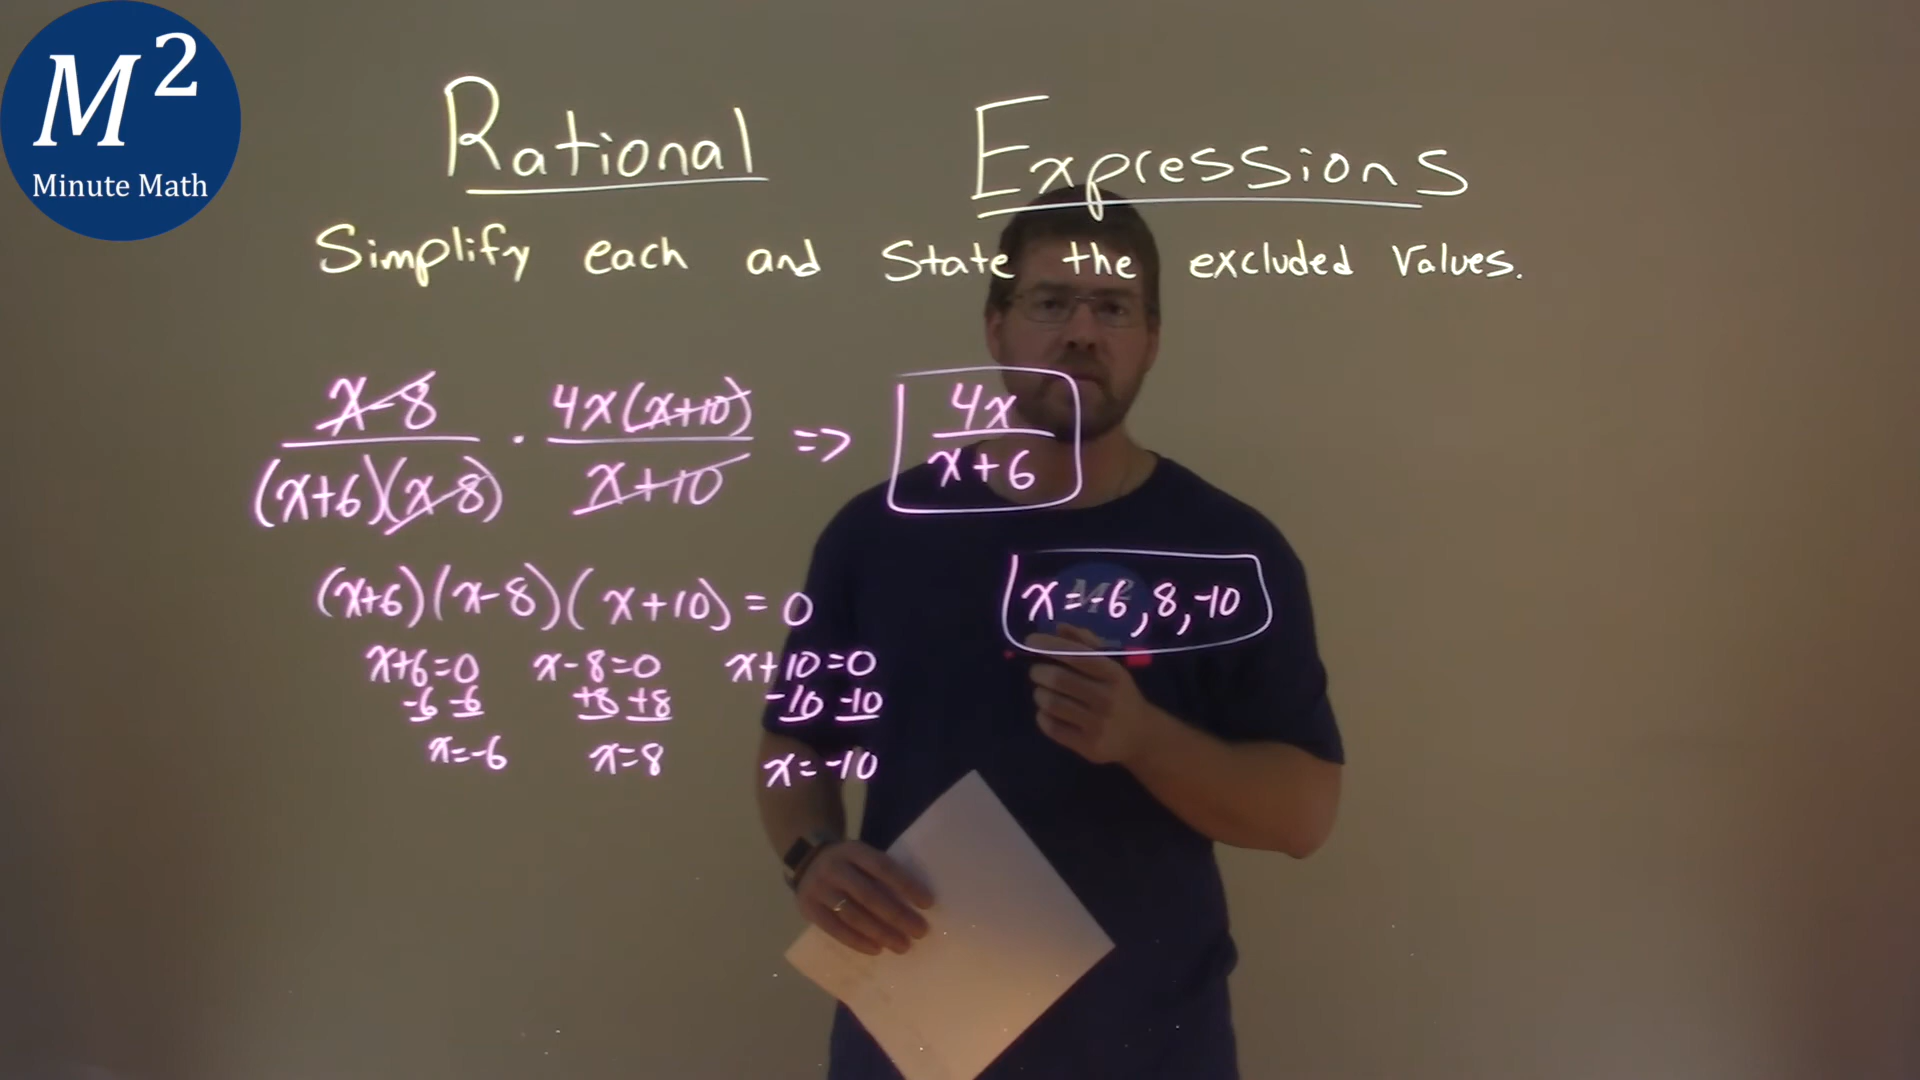 M²
Minute Math
Rational Expressions
Simplify each and State the excluded Values.
x-8 / (x+6)(x-8) · 4x(x+10) / x+10 => 4x / x+6
(x+6)(x-8)(x+10)=0
x=-6,8,-10
x+6=0 x-8=0 x+10=0
-6 -6 +8 +8 -10 -10
x=-6 x=8 x=-10
M²